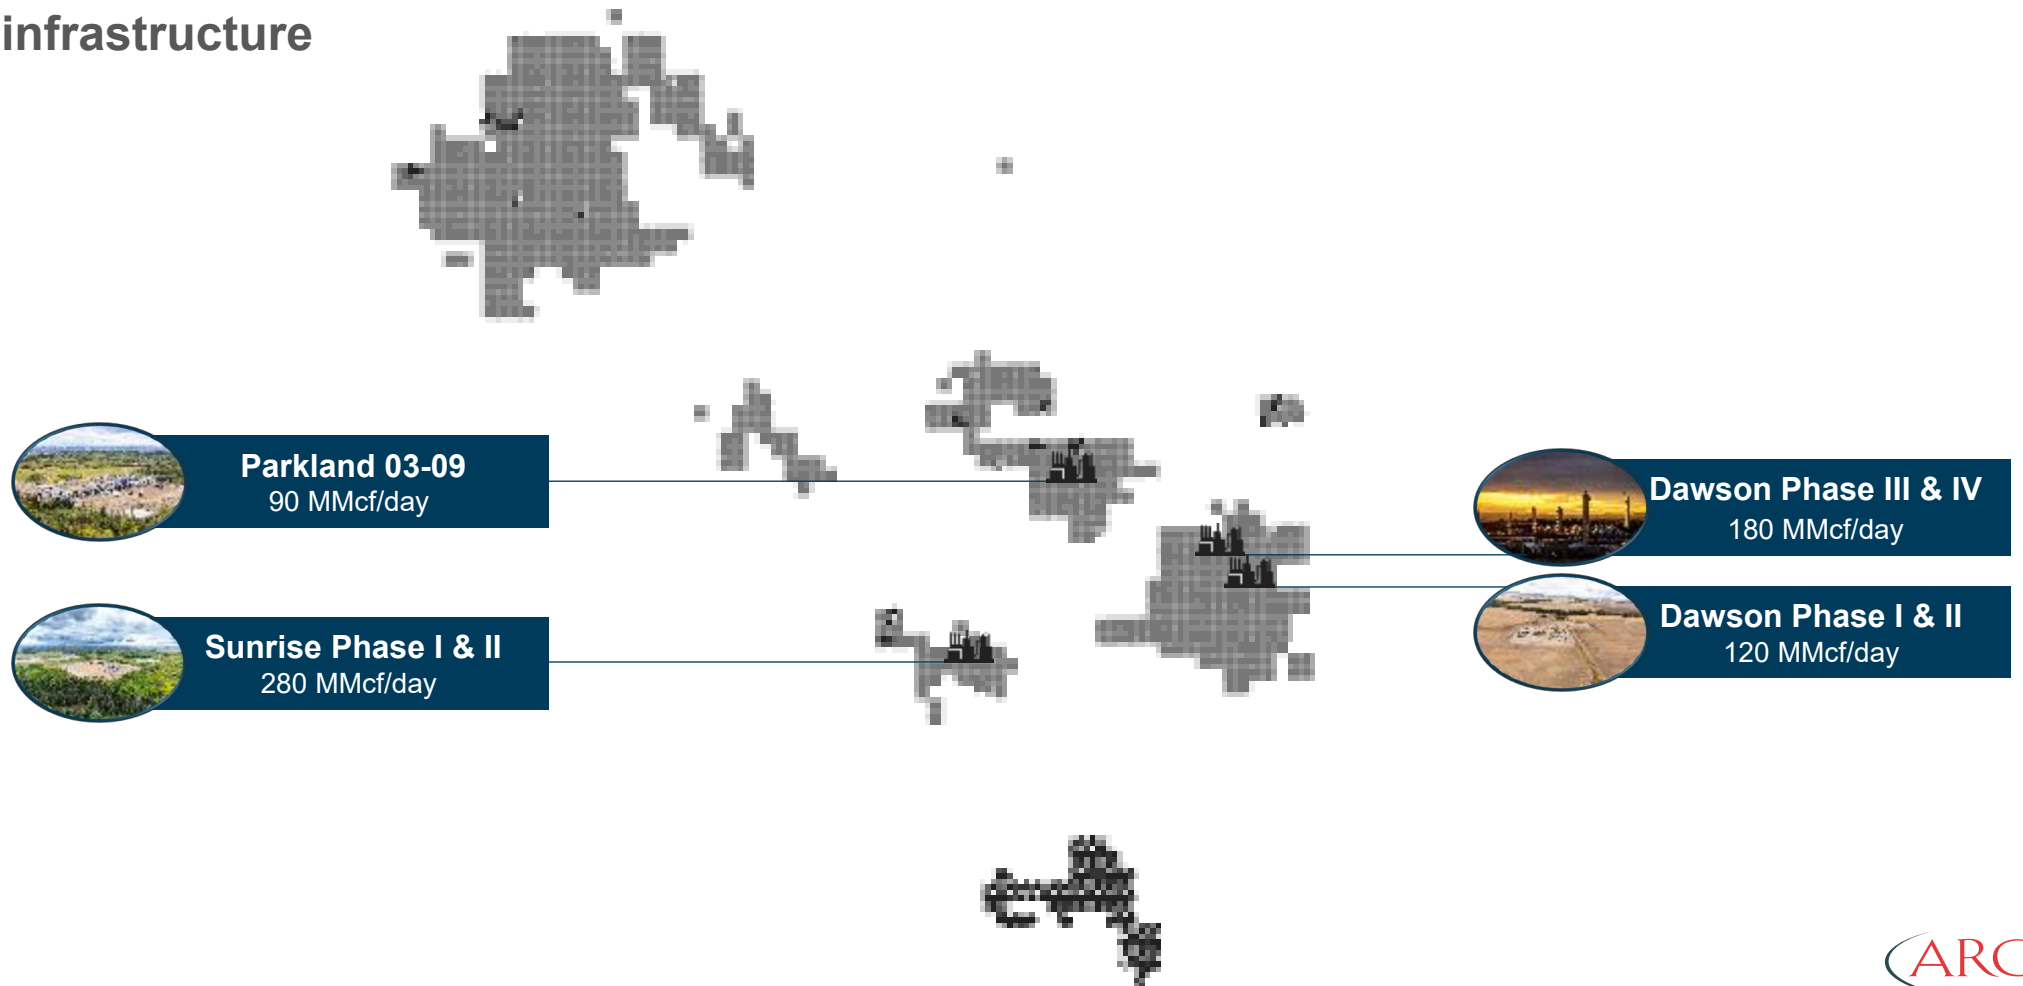 infrastructure
Parkland 03-09
90 MMcf/day
Sunrise Phase I & II
280 MMcf/day
Dawson Phase III & IV
180 MMcf/day
Dawson Phase I & II
120 MMcf/day
ARC